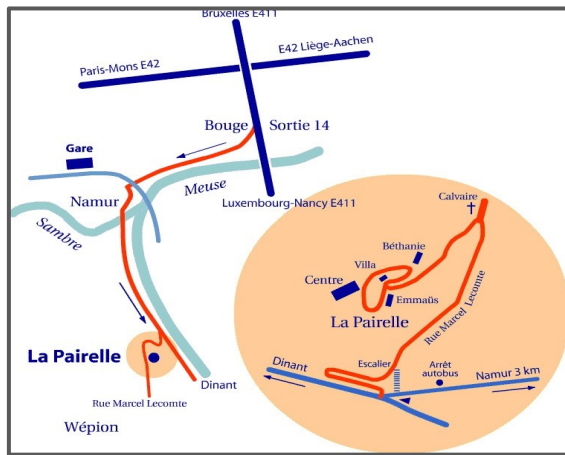 Bruxelles E411
E42 Liège-Aachen
Paris-Mons E42
Bouge Sortie 14
Gare
Meuse
Namur
Luxembourg-Nancy E411
Sambre
Calvaire
Béthanie
Villa
Centre
Emmaüs
La Pairelle
Rue Marcel Lecomte
La Pairelle
Escalier
Arrêt
autobus
Dinant
Namur 3 km
Dinant
Rue Marcel Lecomte
Wépion